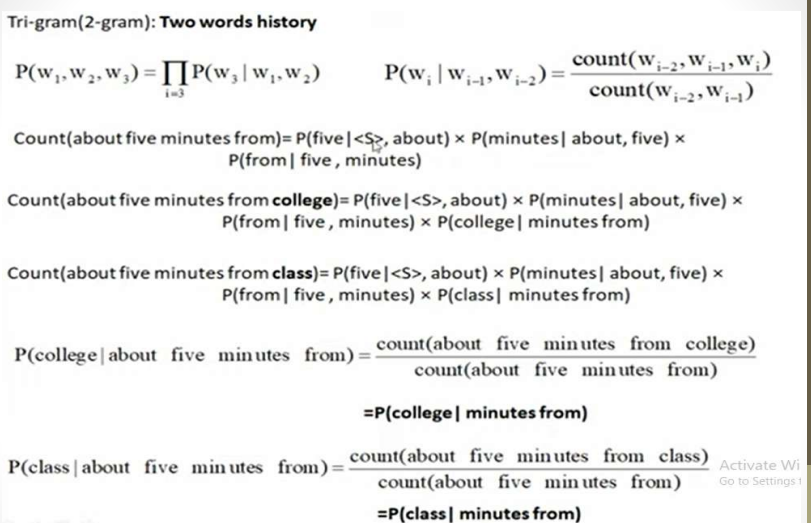 Tri-gram(2-gram): Two words history
P(w₁,w₂,w₃)=∏P(w₃|w₁,w₂)
i=3
P(wᵢ|wᵢ₋₁,wᵢ₋₂)=
count(wᵢ₋₂,wᵢ₋₁,wᵢ)
count(wᵢ₋₂,wᵢ₋₁)
Count(about five minutes from)= P(five|<S>, about) × P(minutes| about, five) ×
P(from| five , minutes)
Count(about five minutes from college)= P(five|<S>, about) × P(minutes| about, five) ×
P(from| five , minutes) × P(college| minutes from)
Count(about five minutes from class)= P(five|<S>, about) × P(minutes| about, five) ×
P(from| five , minutes) × P(class| minutes from)
P(college|about five minutes from)=
count(about five minutes from college)
count(about five minutes from)
=P(college| minutes from)
P(class|about five minutes from)=
count(about five minutes from class)
count(about five minutes from)
=P(class| minutes from)
Activate Wi
Go to Settings t